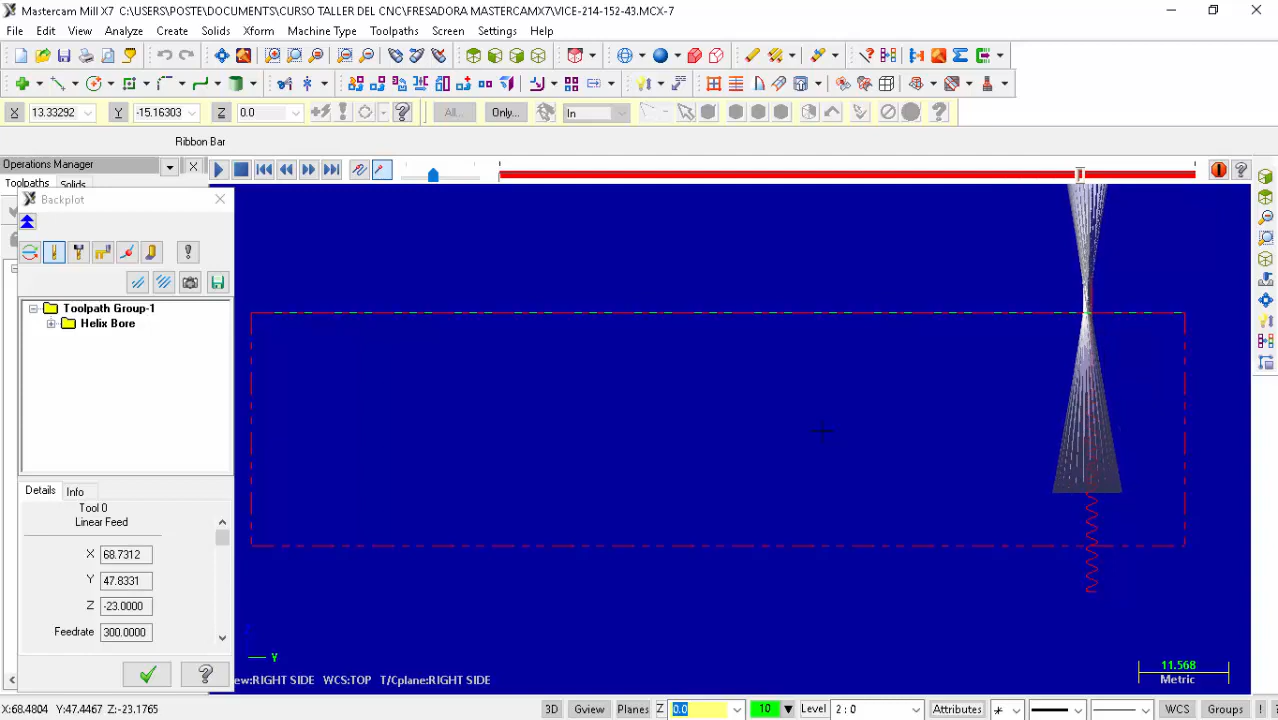 Mastercam Mill X7 C:\USERS\POSTE\DOCUMENTS\CURSO TALLER DEL CNC\FRESADORA MASTERCAMX7\VICE-214-152-43.MCX-7
File Edit View Analyze Create Solids Xform Machine Type Toolpaths Screen Settings Help
X 13.33292 Y -15.16303 Z 0.0 All... Only... In
Ribbon Bar
Operations Manager
Toolpaths Solids
Backplot
Toolpath Group-1
Helix Bore
Details Info
Tool 0
Linear Feed
X 68.7312
Y 47.8331
Z -23.0000
Feedrate 300.0000
Z
Y
ew:RIGHT SIDE WCS:TOP T/Cplane:RIGHT SIDE
11.568
Metric
X:68.4804 Y:47.4467 Z:-23.1765 3D Gview Planes Z 0.0 10 Level 2 : 0 Attributes WCS Groups